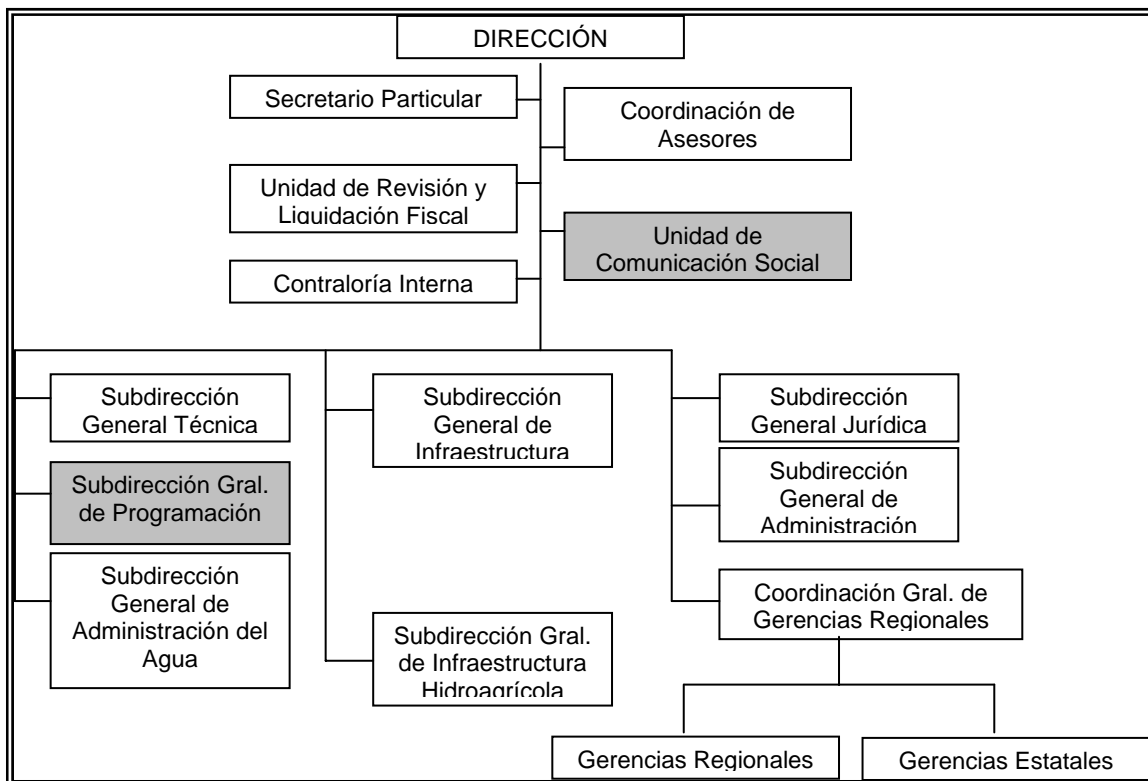 DIRECCIÓN
Secretario Particular
Coordinación de
Asesores
Unidad de Revisión y
Liquidación Fiscal
Unidad de
Comunicación Social
Contraloría Interna
Subdirección
General Técnica
Subdirección
General de
Infraestructura
Subdirección
General Jurídica
Subdirección Gral.
de Programación
Subdirección
General de
Administración
Subdirección
General de
Administración del
Agua
Subdirección Gral.
de Infraestructura
Hidroagrícola
Coordinación Gral. de
Gerencias Regionales
Gerencias Regionales
Gerencias Estatales